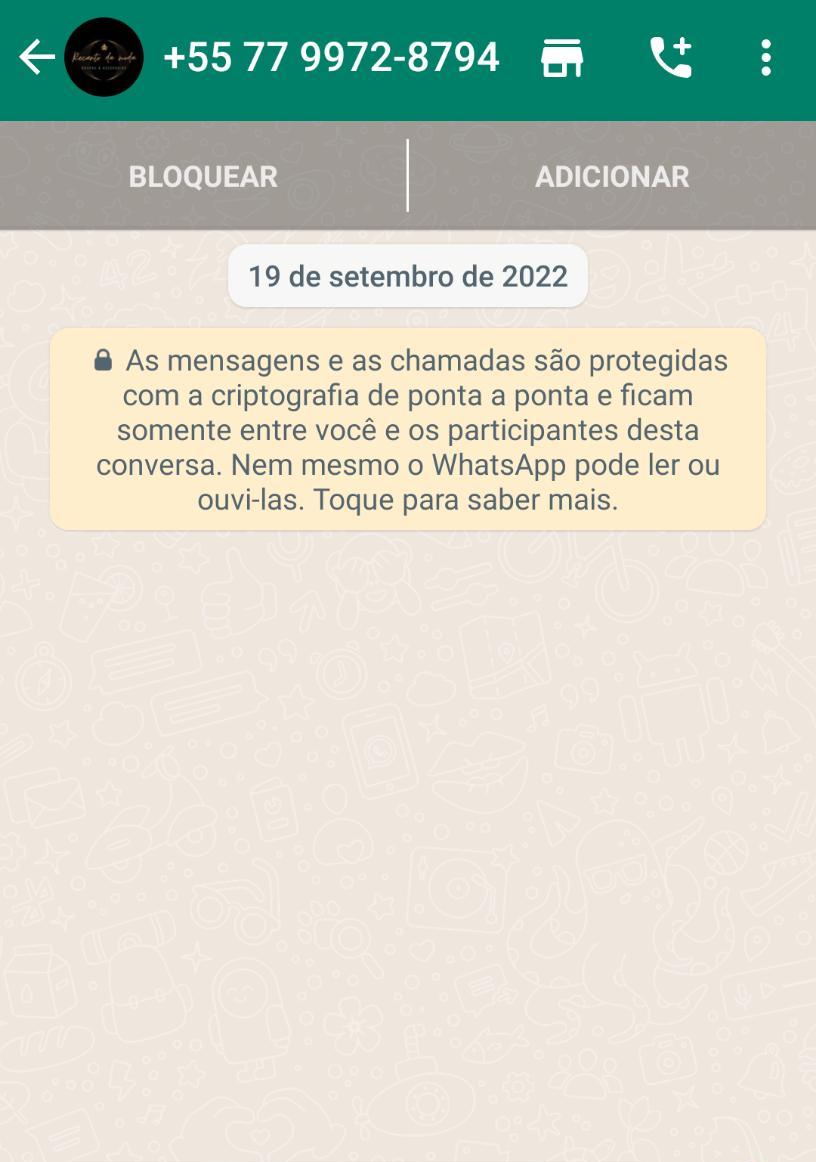 Recanto da moda
+55 77 9972-8794
BLOQUEAR
ADICIONAR
19 de setembro de 2022
As mensagens e as chamadas são protegidas
com a criptografia de ponta a ponta e ficam
somente entre você e os participantes desta
conversa. Nem mesmo o WhatsApp pode ler ou
ouvi-las. Toque para saber mais.